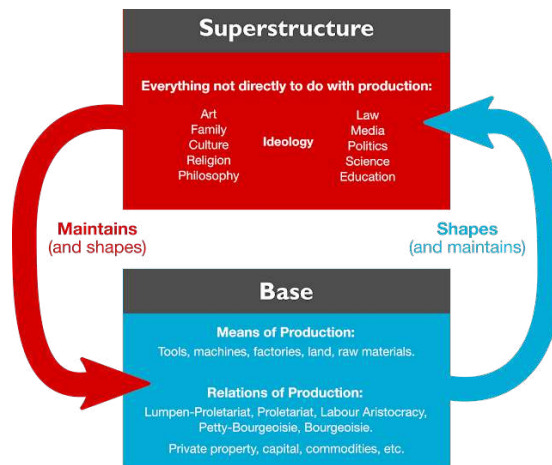 Superstructure
Everything not directly to do with production:
Art
Family
Culture
Religion
Philosophy
Ideology
Law
Media
Politics
Science
Education
Maintains
(and shapes)
Shapes
(and maintains)
Base
Means of Production:
Tools, machines, factories, land, raw materials.
Relations of Production:
Lumpen-Proletariat, Proletariat, Labour Aristocracy,
Petty-Bourgeoisie, Bourgeoisie.
Private property, capital, commodities, etc.